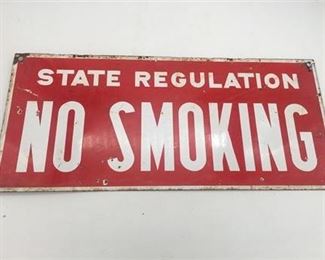 STATE REGULATION
NO SMOKING